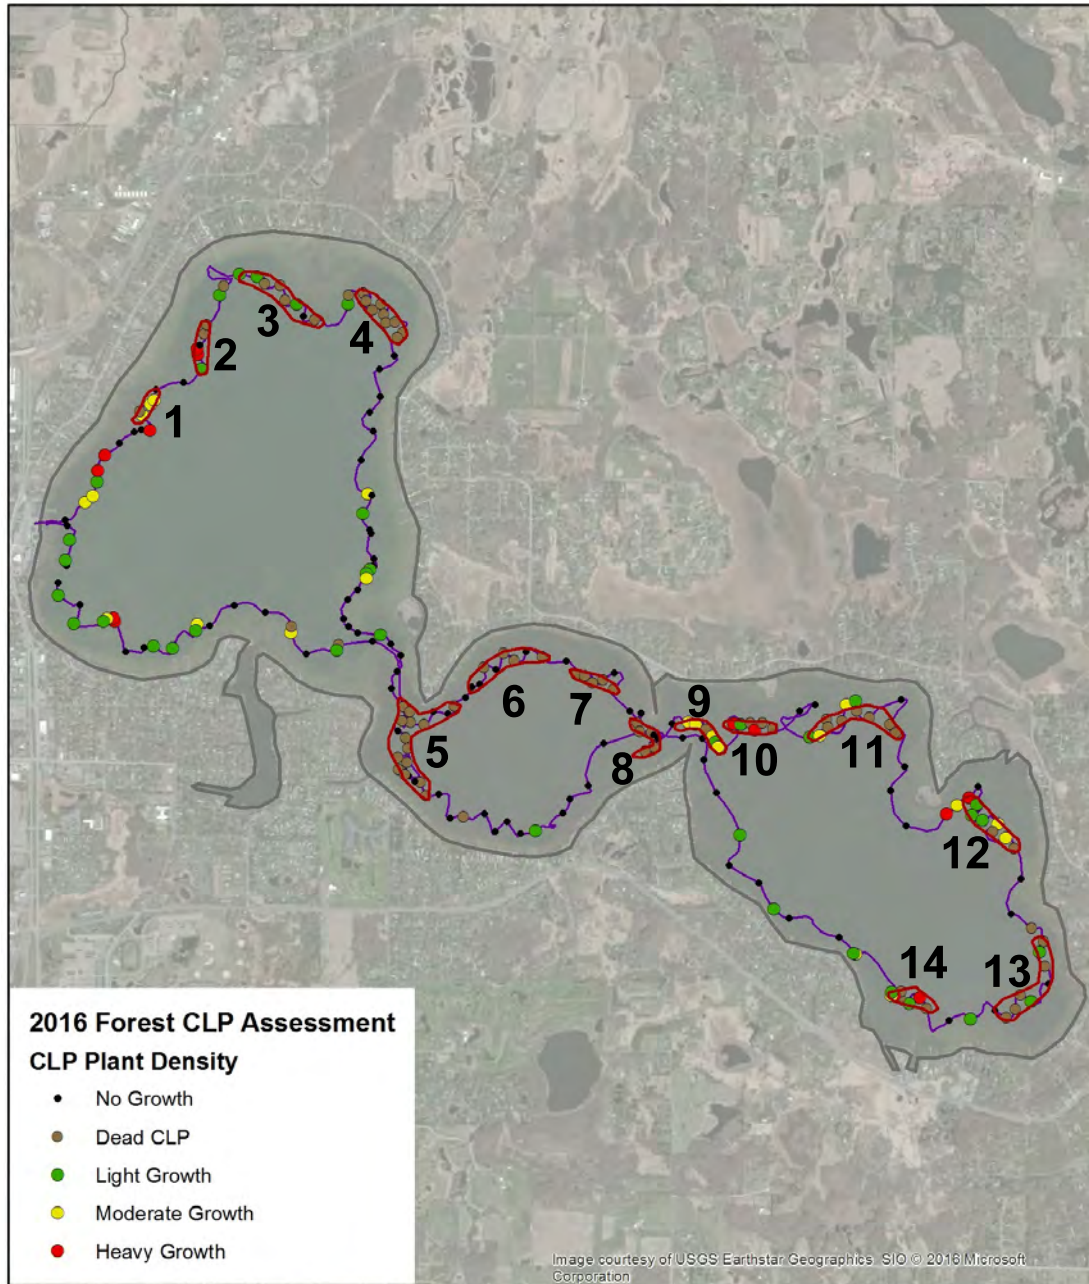 3
4
2
1
6
7
5
8
9
10
11
12
14
13
2016 Forest CLP Assessment
CLP Plant Density
No Growth
Dead CLP
Light Growth
Moderate Growth
Heavy Growth
Image courtesy of USGS Earthstar Geographics SIO © 2016 Microsoft
Corporation